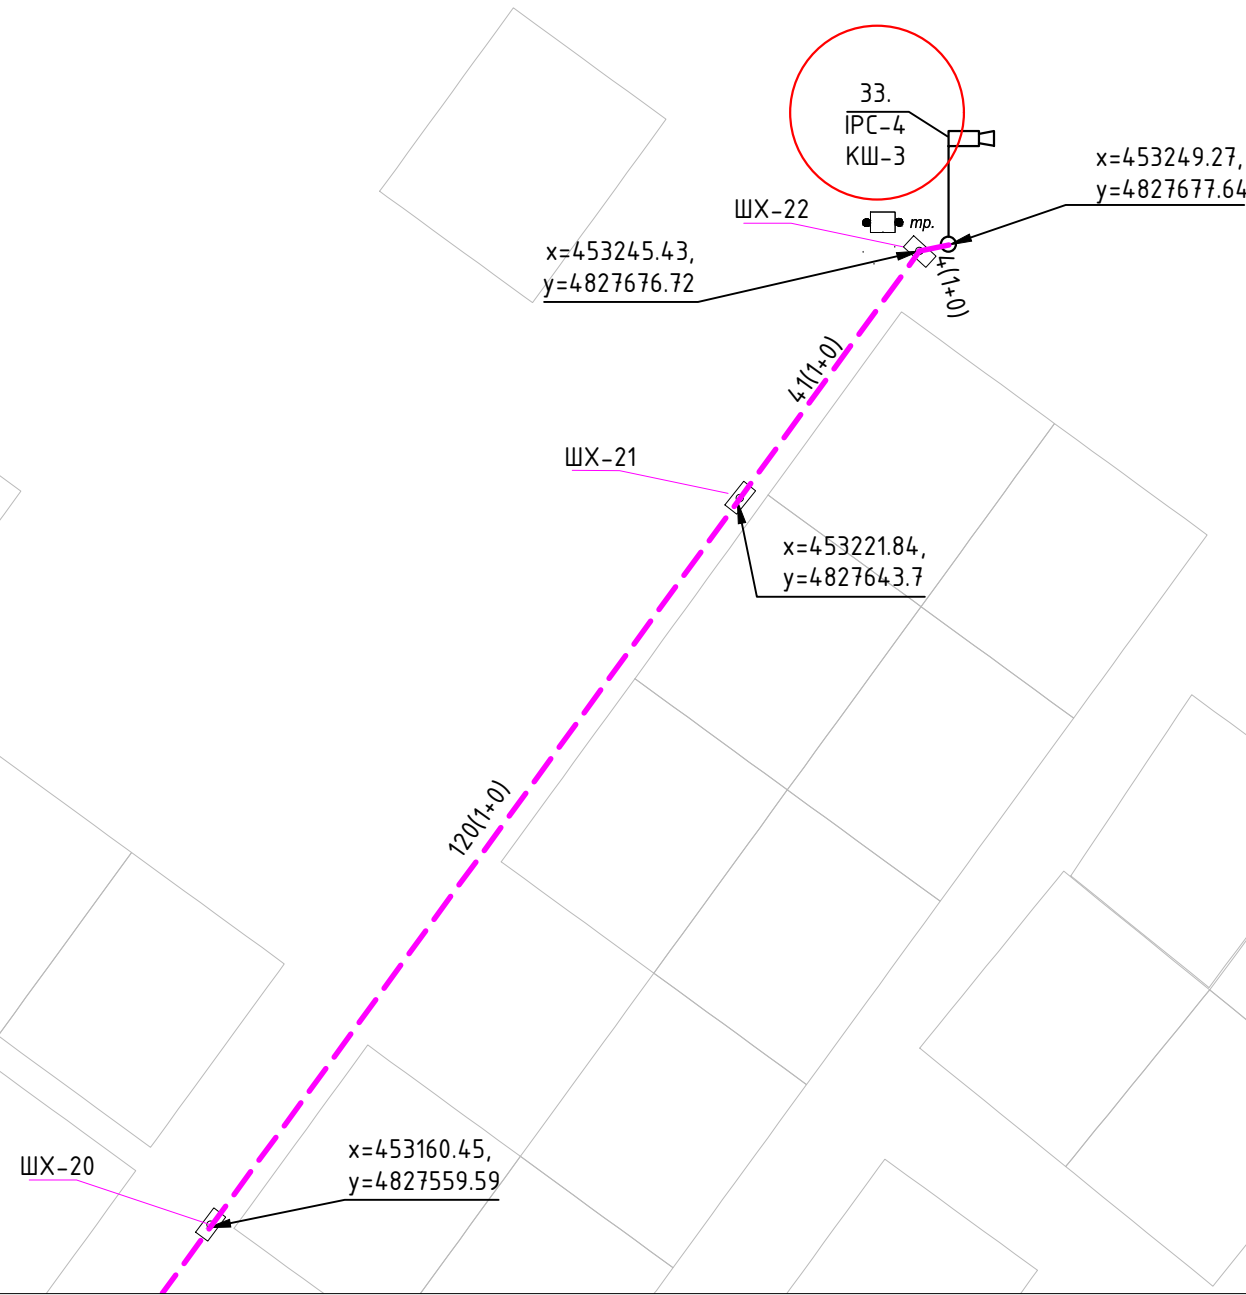 33.
IPC-4
КШ-3
x=453249.27,
y=4827677.64
ШХ-22
тр.
x=453245.43,
y=4827676.72
4(1+0)
41(1+0)
ШХ-21
x=453221.84,
y=4827643.7
120(1+0)
x=453160.45,
y=4827559.59
ШХ-20